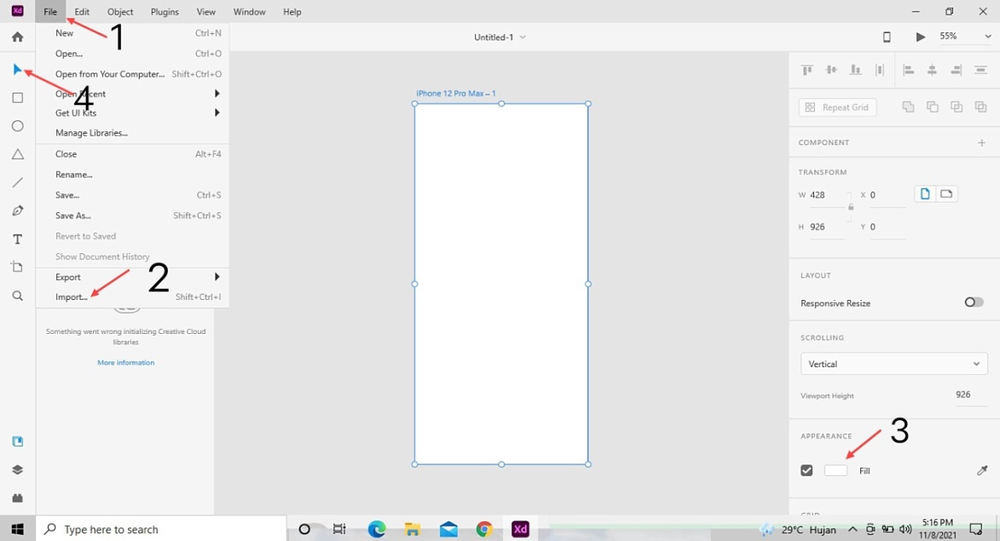 Xd File Edit Object Plugins View Window Help
Untitled-1
55%
New Ctrl+N
Open... Ctrl+O
Open from Your Computer... Shift+Ctrl+O
Open Recent
Get UI Kits
Manage Libraries...
Close Alt+F4
Rename...
Save... Ctrl+S
Save As... Shift+Ctrl+S
Revert to Saved
Show Document History
Export
Import... Shift+Ctrl+I
1
4
2
Something went wrong initializing Creative Cloud
libraries
More information
T
iPhone 12 Pro Max – 1
Repeat Grid
COMPONENT
TRANSFORM
W 428 X 0
H 926 Y 0
LAYOUT
Responsive Resize
SCROLLING
Vertical
Viewport Height 926
APPEARANCE
3
Fill
GRID
Type here to search
Xd
29°C Hujan
5:16 PM
11/8/2021